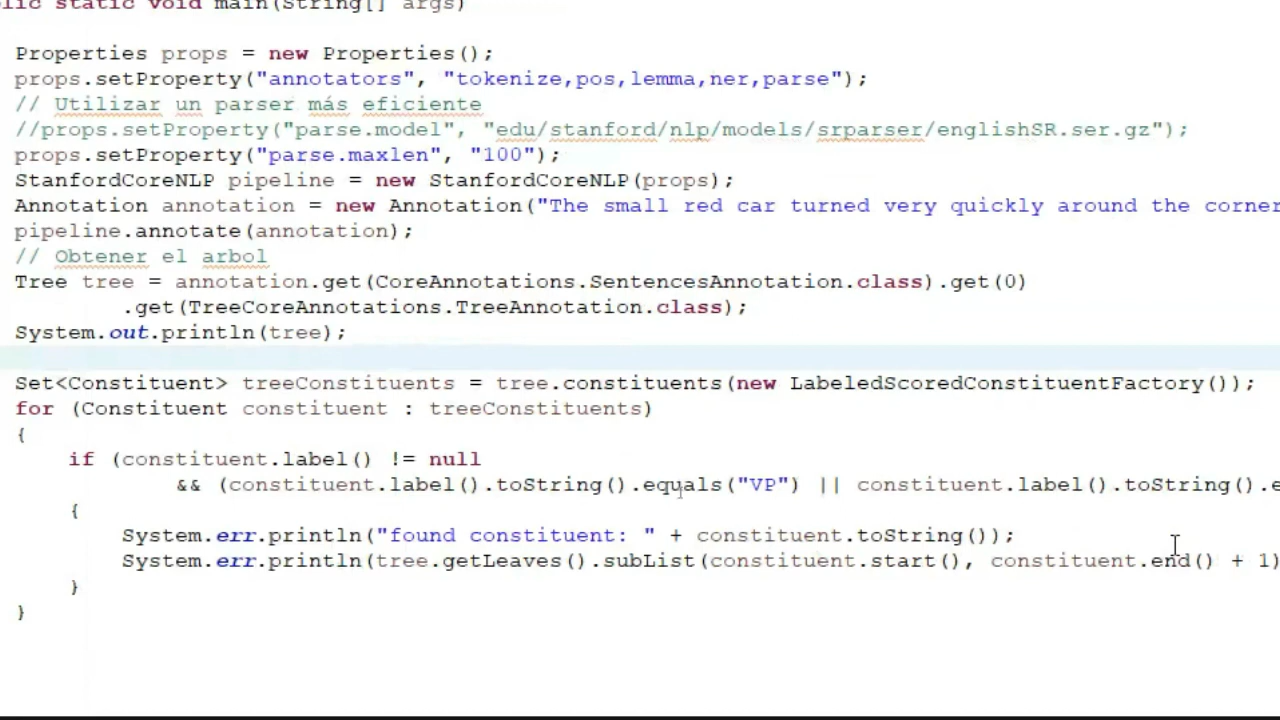 lic static void main(String[] args)
Properties props = new Properties();
props.setProperty("annotators", "tokenize,pos,lemma,ner,parse");
// Utilizar un parser más eficiente
//props.setProperty("parse.model", "edu/stanford/nlp/models/srparser/englishSR.ser.gz");
props.setProperty("parse.maxlen", "100");
StanfordCoreNLP pipeline = new StanfordCoreNLP(props);
Annotation annotation = new Annotation("The small red car turned very quickly around the corner
pipeline.annotate(annotation);
// Obtener el arbol
Tree tree = annotation.get(CoreAnnotations.SentencesAnnotation.class).get(0)
.get(TreeCoreAnnotations.TreeAnnotation.class);
System.out.println(tree);
Set<Constituent> treeConstituents = tree.constituents(new LabeledScoredConstituentFactory());
for (Constituent constituent : treeConstituents)
{
if (constituent.label() != null
&& (constituent.label().toString().equals("VP") || constituent.label().toString().e
{
System.err.println("found constituent: " + constituent.toString());
System.err.println(tree.getLeaves().subList(constituent.start(), constituent.end() + 1)
}
}